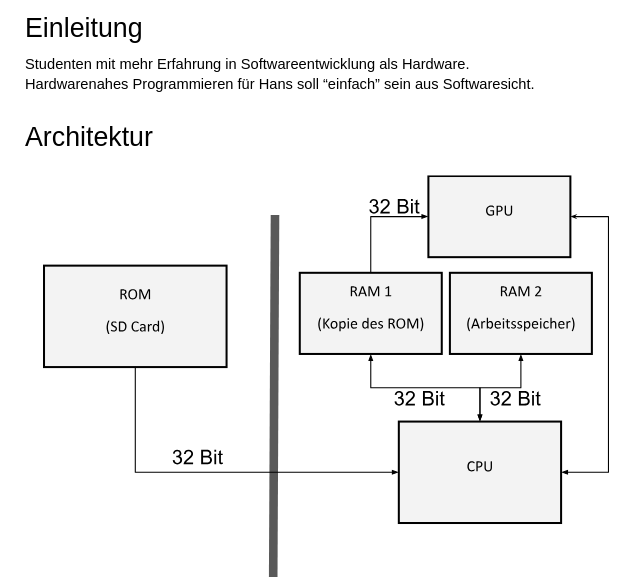 Einleitung
Studenten mit mehr Erfahrung in Softwareentwicklung als Hardware.
Hardwarenahes Programmieren für Hans soll “einfach” sein aus Softwaresicht.
Architektur
32 Bit
GPU
ROM
(SD Card)
RAM 1
(Kopie des ROM)
RAM 2
(Arbeitsspeicher)
32 Bit
32 Bit
32 Bit
CPU